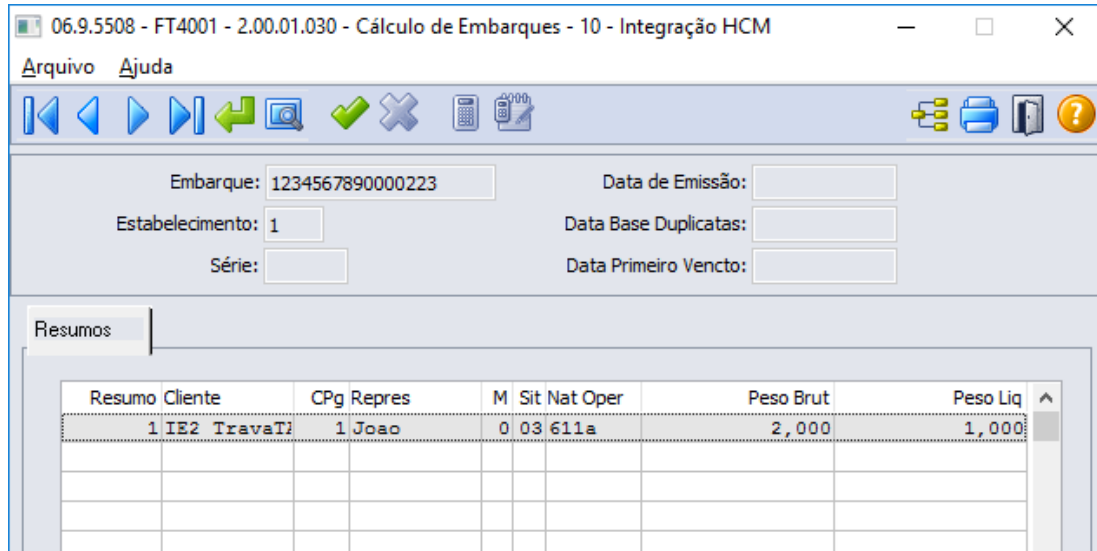 06.9.5508 - FT4001 - 2.00.01.030 - Cálculo de Embarques - 10 - Integração HCM
Arquivo Ajuda
Embarque: 1234567890000223 Data de Emissão:
Estabelecimento: 1 Data Base Duplicatas:
Série: Data Primeiro Vencto:
Resumos
Resumo Cliente CPg Repres M Sit Nat Oper Peso Brut Peso Liq
1 IE2 1 Joao 0 03 611a 2,000 1,000